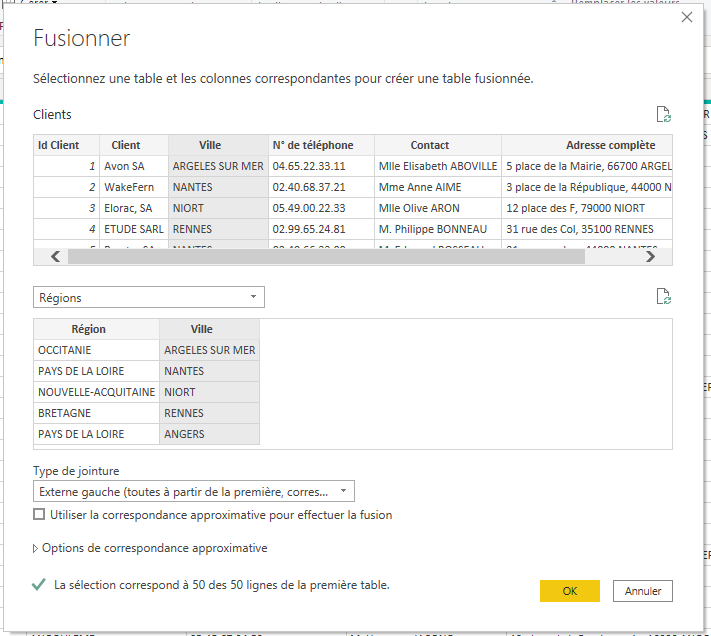 Fusionner
Sélectionnez une table et les colonnes correspondantes pour créer une table fusionnée.
Clients
Id Client Client Ville N° de téléphone Contact Adresse complète
1 Avon SA ARGELES SUR MER 04.65.22.33.11 Mlle Elisabeth ABOVILLE 5 place de la Mairie, 66700 ARGEL
2 WakeFern NANTES 02.40.68.37.21 Mme Anne AIME 3 place de la République, 44000 N
3 Elorac, SA NIORT 05.49.00.22.33 Mlle Olive ARON 12 place des F, 79000 NIORT
4 ETUDE SARL RENNES 02.99.65.24.81 M. Philippe BONNEAU 31 rue des Col, 35100 RENNES
Régions
Région Ville
OCCITANIE ARGELES SUR MER
PAYS DE LA LOIRE NANTES
NOUVELLE-ACQUITAINE NIORT
BRETAGNE RENNES
PAYS DE LA LOIRE ANGERS
Type de jointure
Externe gauche (toutes à partir de la première, corres...
Utiliser la correspondance approximative pour effectuer la fusion
Options de correspondance approximative
La sélection correspond à 50 des 50 lignes de la première table.
OK Annuler